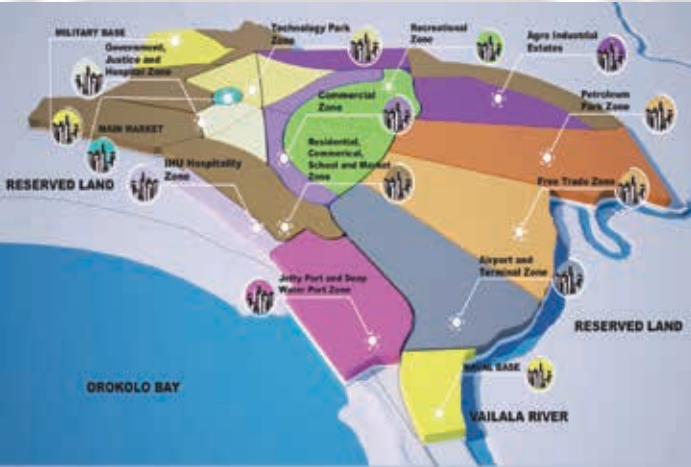 MILITARY BASE
Government,
Justice and
Hospital Zone
Technology Park
Zone
Recreational
Zone
Agro Industrial
Estates
Commercial
Zone
Petroleum
Park Zone
MAIN MARKET
Residential,
Commerical,
School and Market
Zone
IHU Hospitality
Zone
RESERVED LAND
Free Trade Zone
Airport and
Terminal Zone
Jetty Port and Deep
Water Port Zone
RESERVED LAND
OROKOLO BAY
NAVAL BASE
VAILALA RIVER